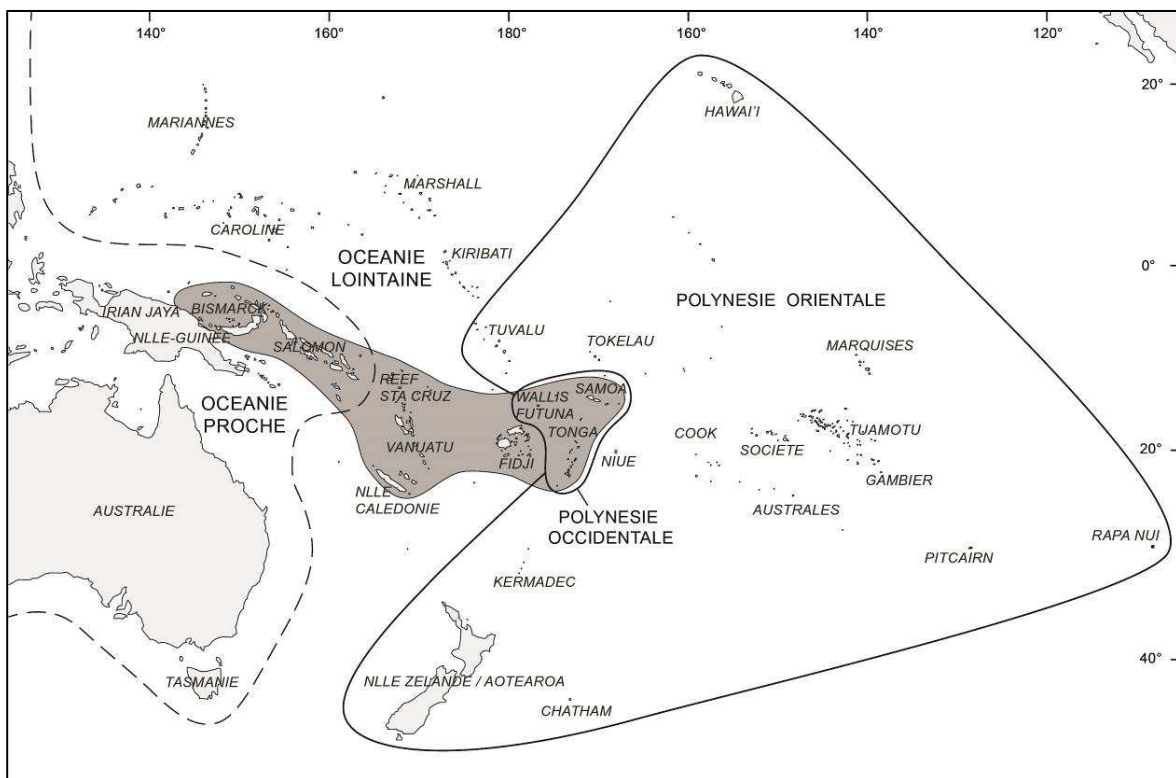 140°
160°
180°
160°
140°
120°
20°
HAWAI'I
MARIANNES
MARSHALL
CAROLINE
OCEANIE
LOINTAINE
KIRIBATI
0°
POLYNESIE ORIENTALE
IRIAN JAYA
BISMARCK
NLLE-GUINEE
SALOMON
TUVALU
TOKELAU
MARQUISES
OCEANIE
PROCHE
REEF
STA CRUZ
WALLIS
FUTUNA
SAMOA
TONGA
VANUATU
FIDJI
NIUE
COOK
SOCIETE
TUAMOTU
20°
GAMBIER
NLLE
CALEDONIE
AUSTRALIE
POLYNESIE
OCCIDENTALE
AUSTRALES
RAPA NUI
PITCAIRN
KERMADEC
40°
TASMANIE
NLLE ZELANDE / AOTEAROA
CHATHAM